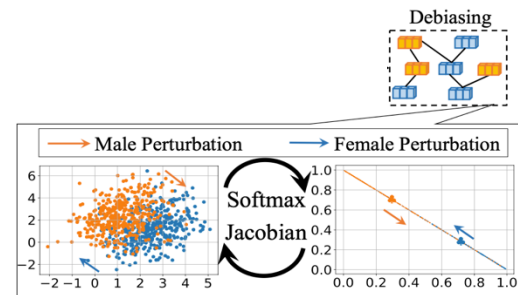 Debiasing
Male Perturbation
Female Perturbation
6
4
2
0
−2
−2 −1 0 1 2 3 4 5
Softmax
Jacobian
1.0
0.8
0.6
0.4
0.2
0.0
0.0 0.2 0.4 0.6 0.8 1.0